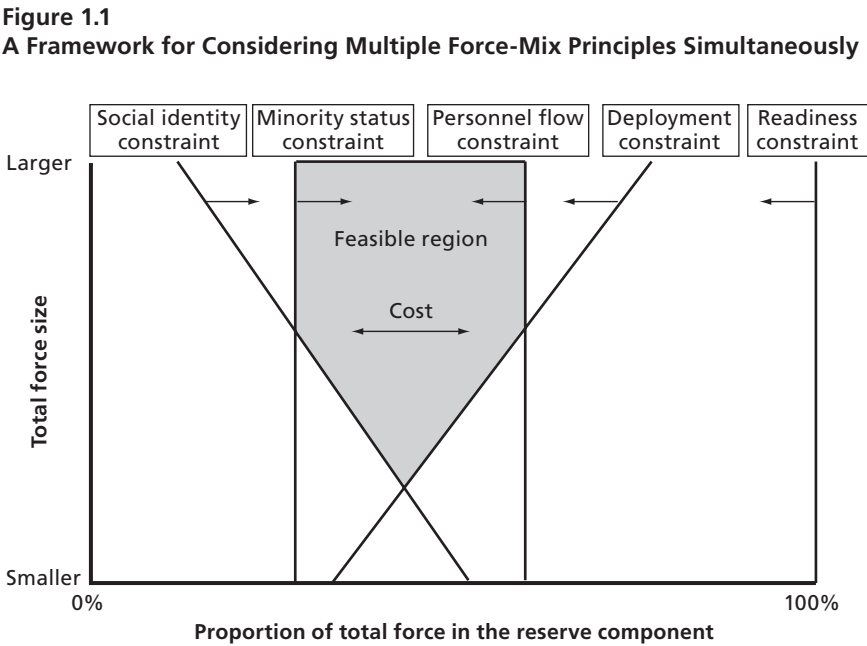 Figure 1.1
A Framework for Considering Multiple Force-Mix Principles Simultaneously
Social identity
constraint
Minority status
constraint
Personnel flow
constraint
Deployment
constraint
Readiness
constraint
Larger
Feasible region
Cost
Total force size
Smaller
0%
100%
Proportion of total force in the reserve component